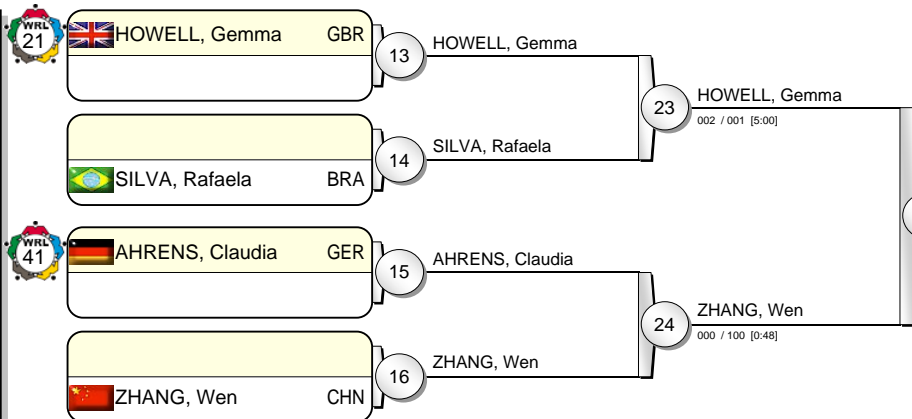 WRL
21
HOWELL, Gemma GBR
13
HOWELL, Gemma
23
HOWELL, Gemma
002 / 001 [5:00]
14
SILVA, Rafaela
SILVA, Rafaela BRA
WRL
41
AHRENS, Claudia GER
15
AHRENS, Claudia
24
ZHANG, Wen
000 / 100 [0:48]
16
ZHANG, Wen
ZHANG, Wen CHN